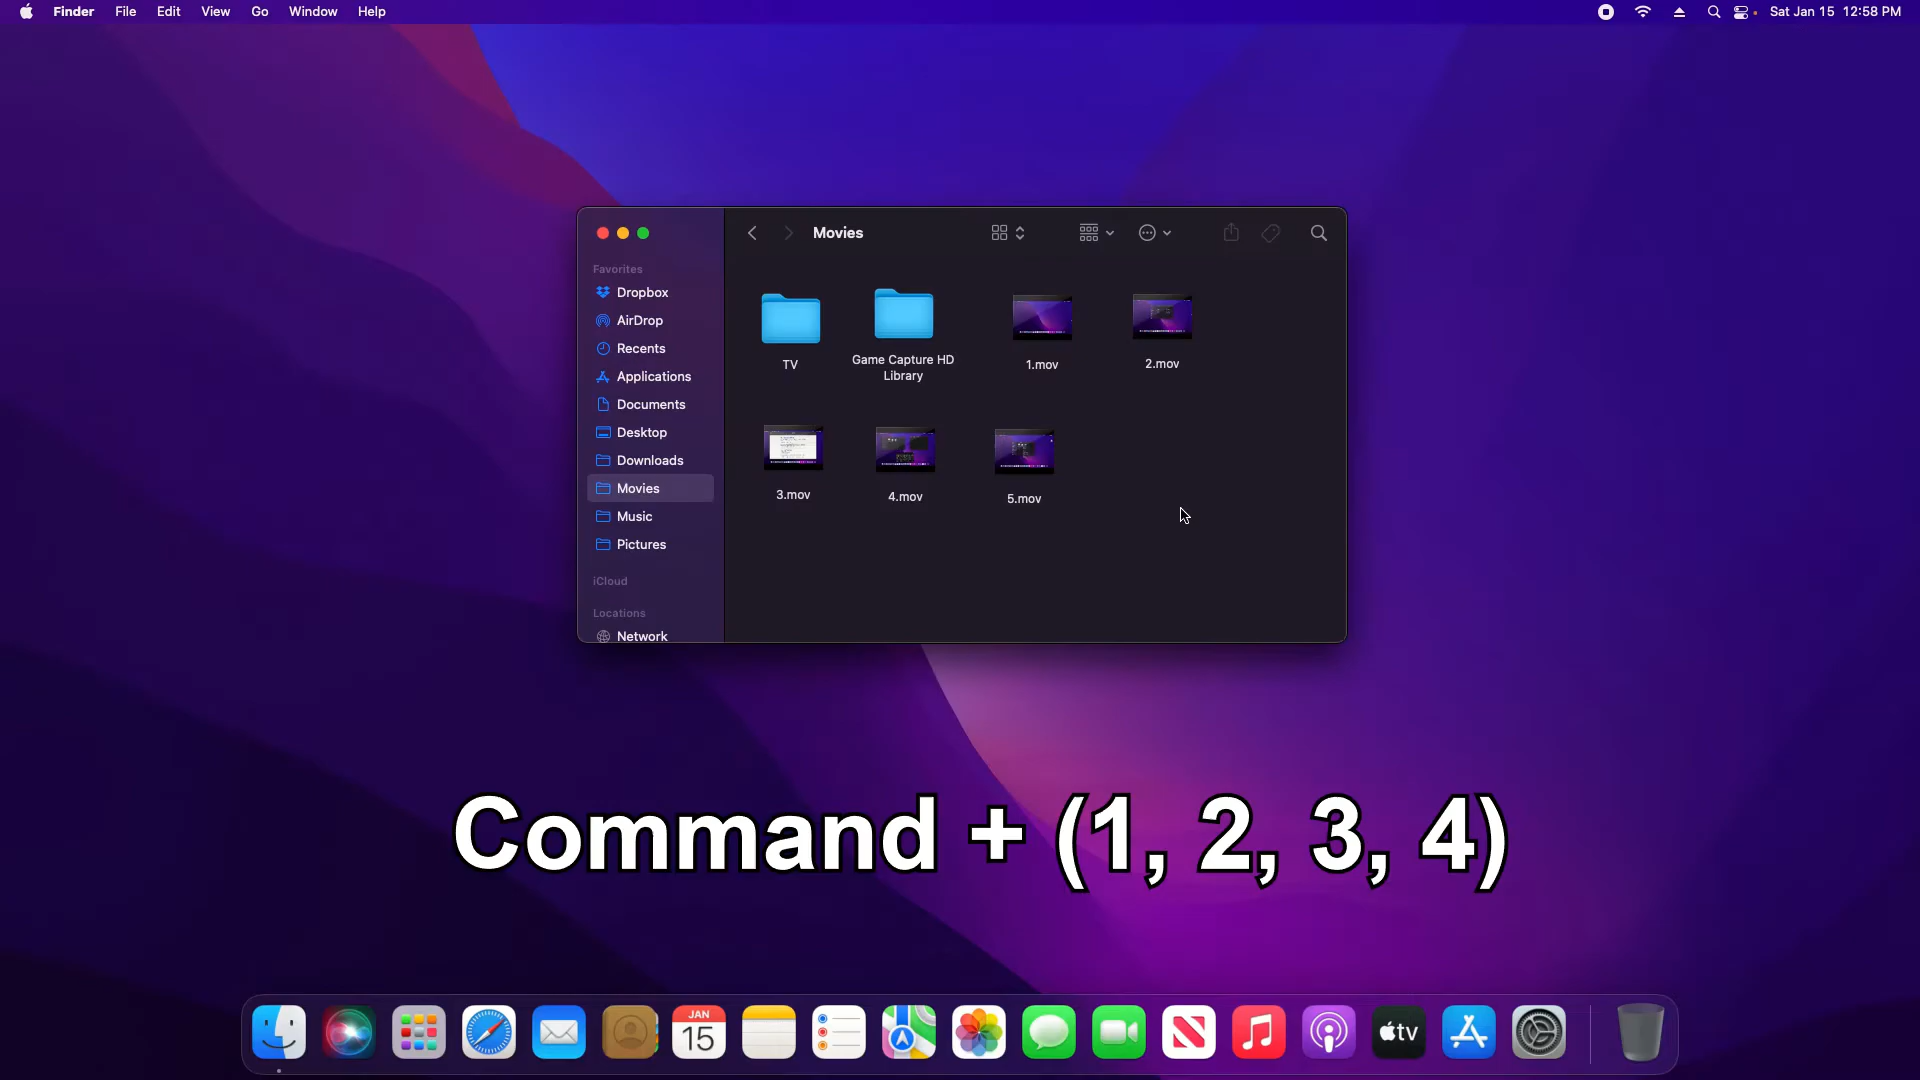 Finder File Edit View Go Window Help Sat Jan 15 12:58 PM
Movies
Favorites
Dropbox
AirDrop
Recents
Applications
Documents
Desktop
Downloads
Movies
Music
Pictures
iCloud
Locations
Network
TV
Game Capture HD
Library
1.mov
2.mov
3.mov
4.mov
5.mov
Command + (1, 2, 3, 4)
JAN
15
tv